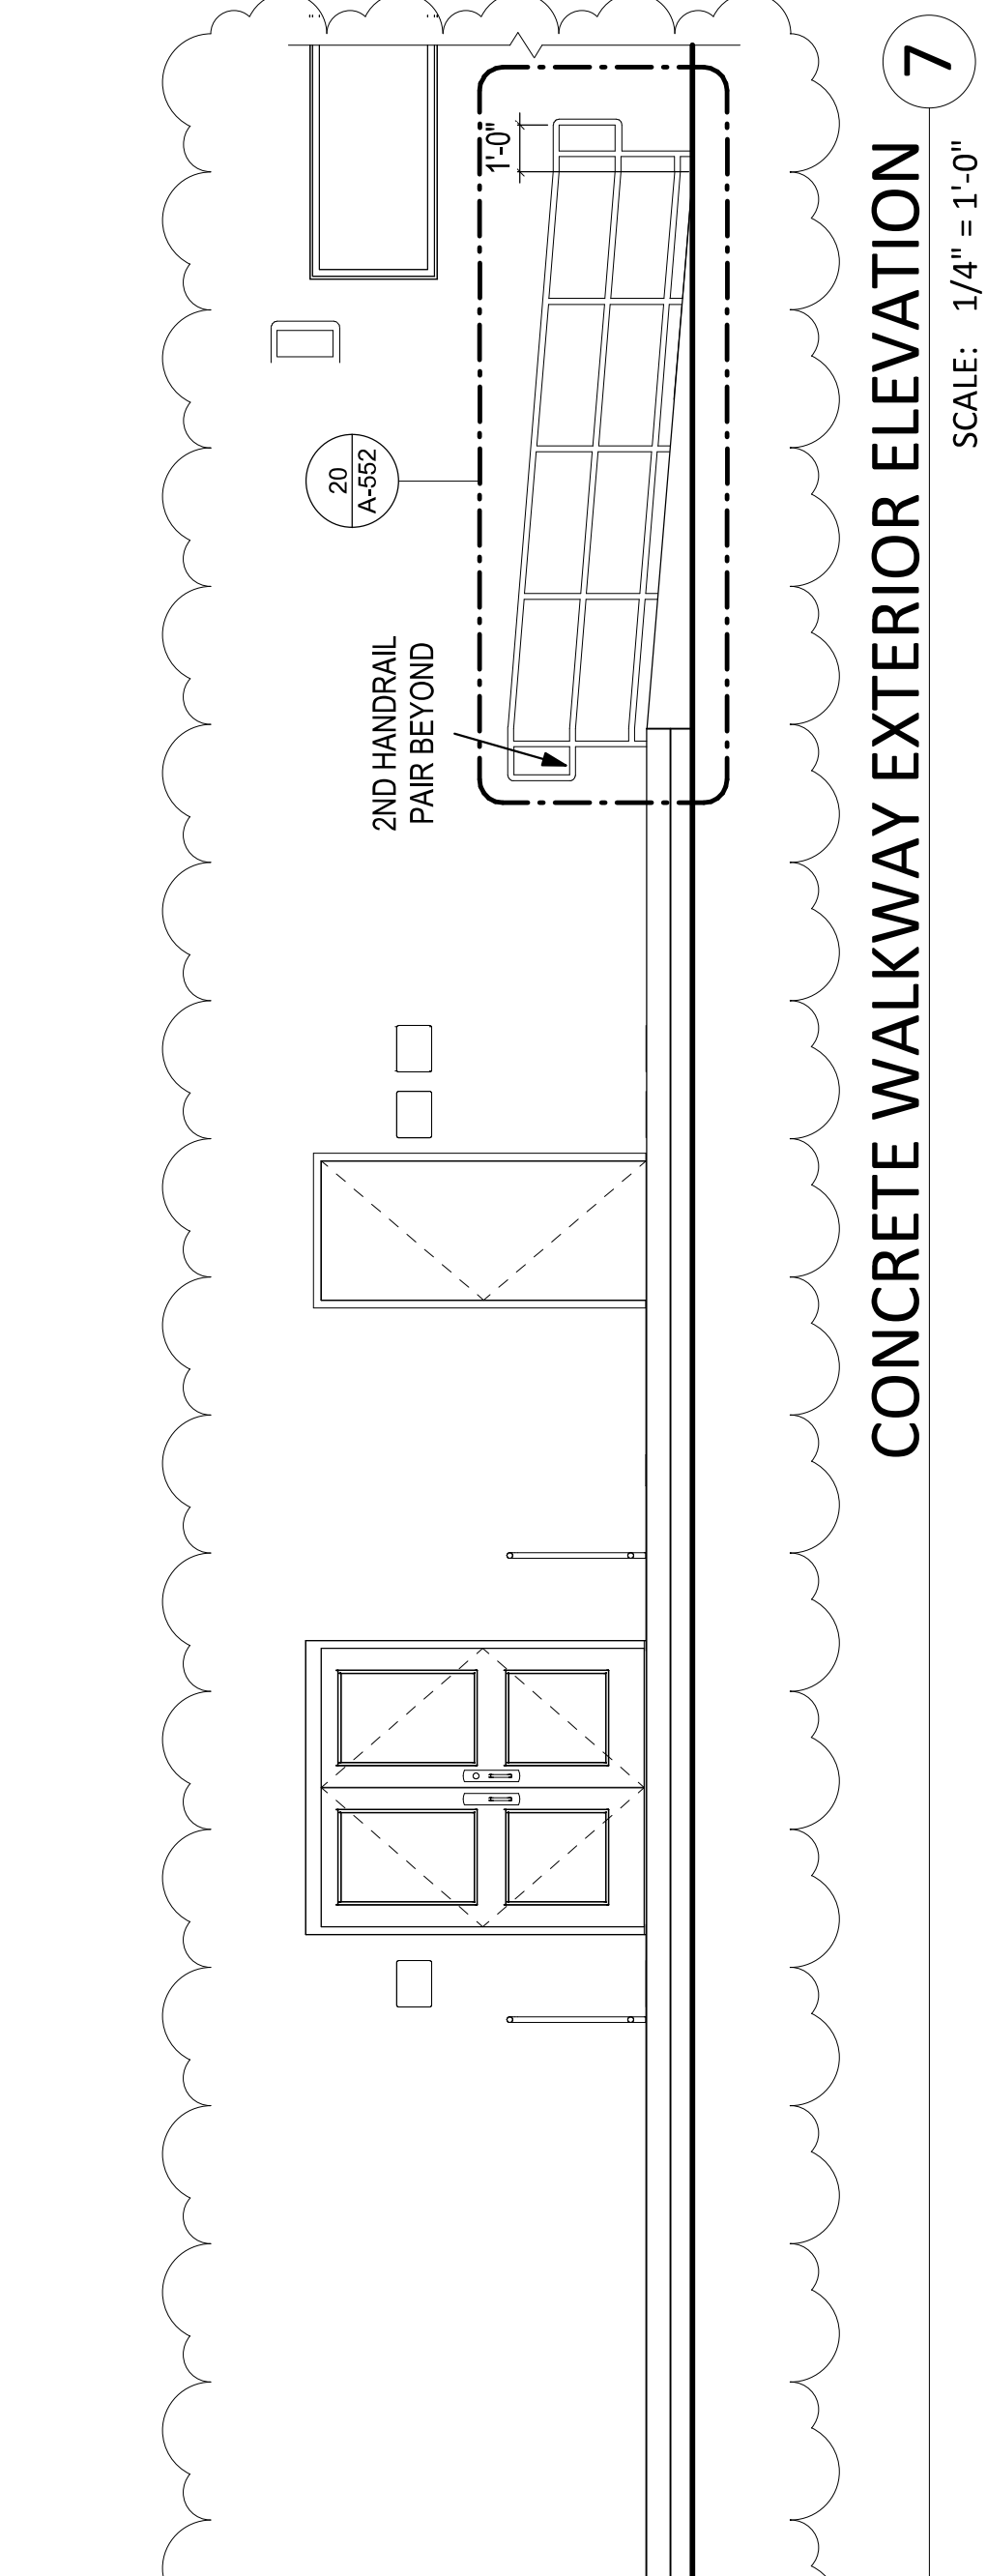 1'-0"
20
A-552
2ND HANDRAIL
PAIR BEYOND
7
CONCRETE WALKWAY EXTERIOR ELEVATION
SCALE: 1/4" = 1'-0"